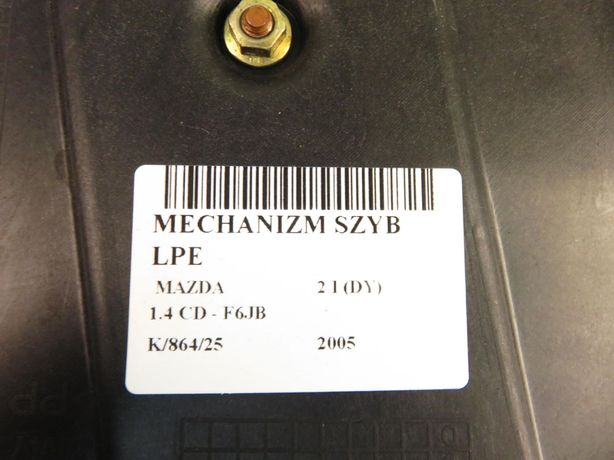 MECHANIZM SZYB
LPE
MAZDA 2 I (DY)
1.4 CD - F6JB
K/864/25 2005